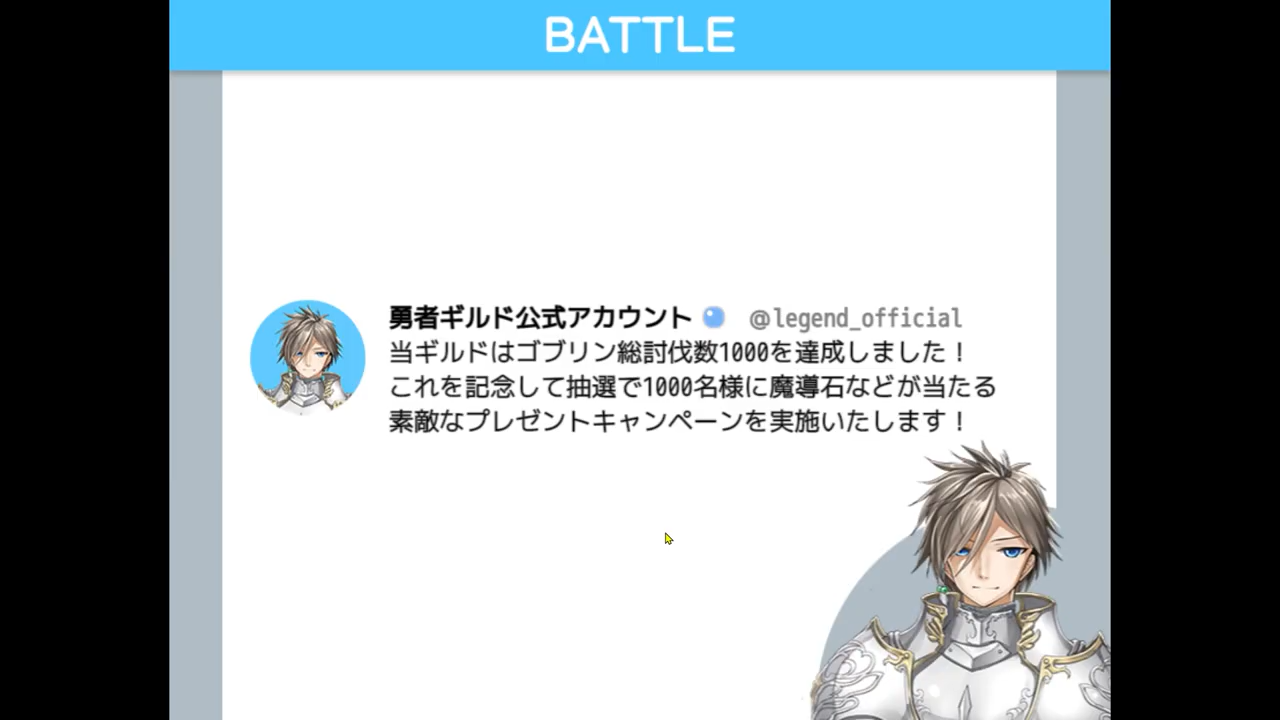 BATTLE
勇者ギルド公式アカウント @legend_official
当ギルドはゴブリン総討伐数1000を達成しました！
これを記念して抽選で1000名様に魔導石などが当たる
素敵なプレゼントキャンペーンを実施いたします！